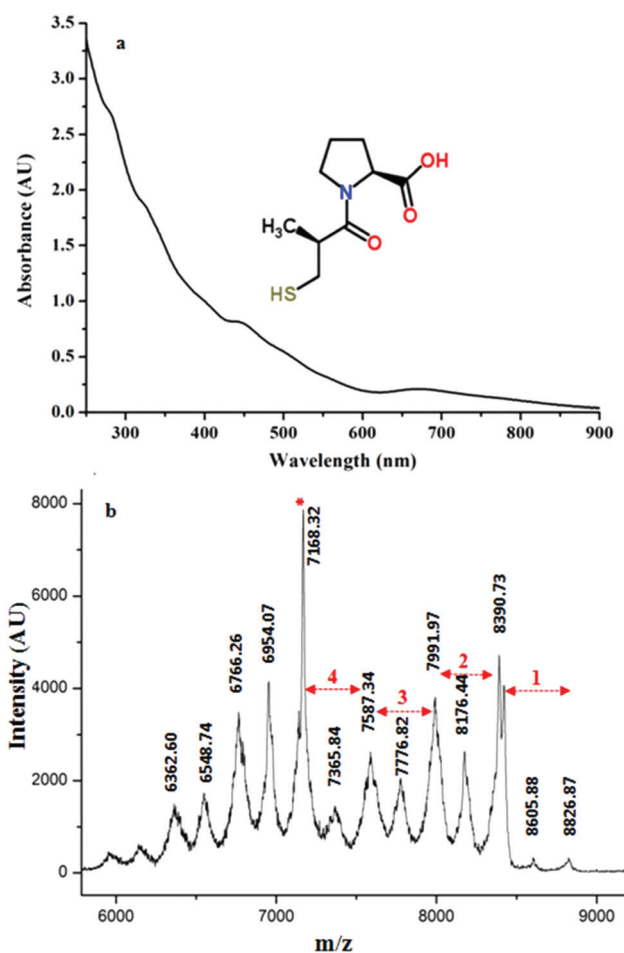 a
3.5
3.0
2.5
2.0
1.5
1.0
0.5
0.0
Absorbance (AU)
OH
N
O
H₃C
O
HS
300 400 500 600 700 800 900
Wavelength (nm)
b
8000
6000
4000
2000
0
Intensity (AU)
*
6362.60
6548.74
6766.26
6954.07
7168.32
7365.84
7587.34
7776.82
7991.97
8176.44
8390.73
8605.88
8826.87
4
3
2
1
6000 7000 8000 9000
m/z